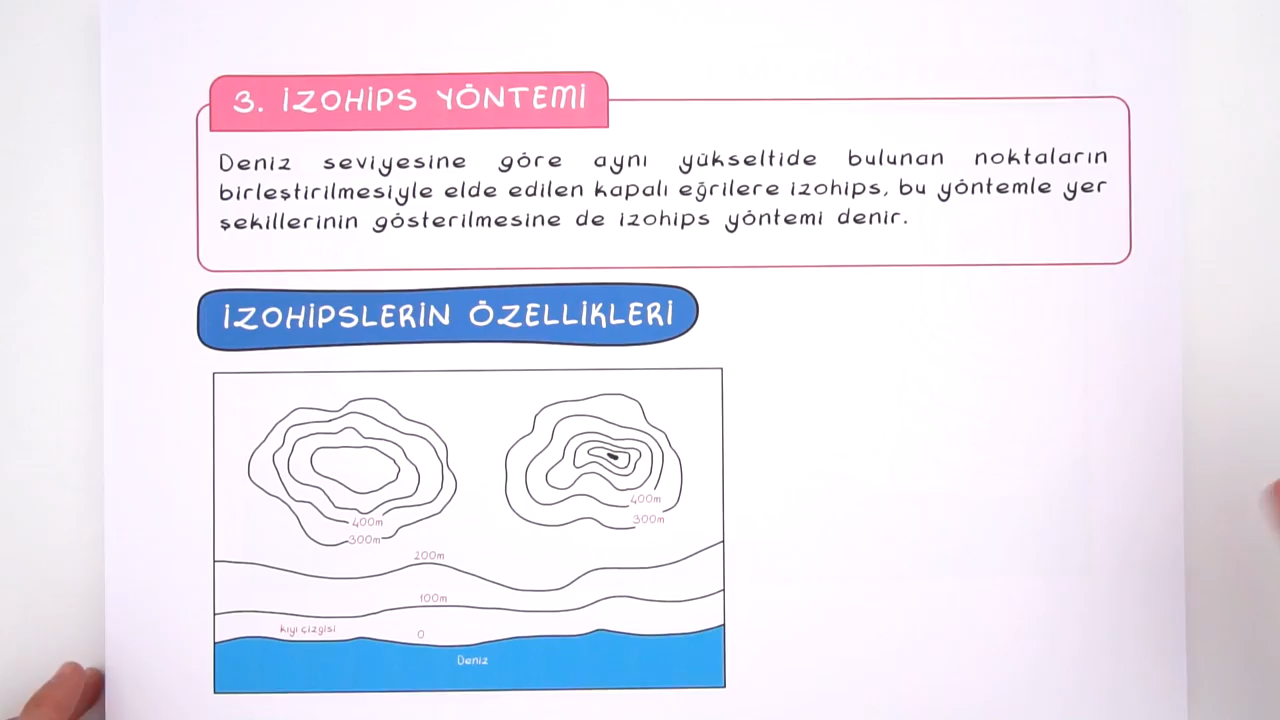 3. İZOHİPS YÖNTEMİ
Deniz seviyesine göre aynı yükseltide bulunan noktaların
birleştirilmesiyle elde edilen kapalı eğrilere izohips, bu yöntemle yer
şekillerinin gösterilmesine de izohips yöntemi denir.
İZOHİPSLERİN ÖZELLİKLERİ
400m
300m
400m
300m
200m
100m
kıyı çizgisi
0
Deniz